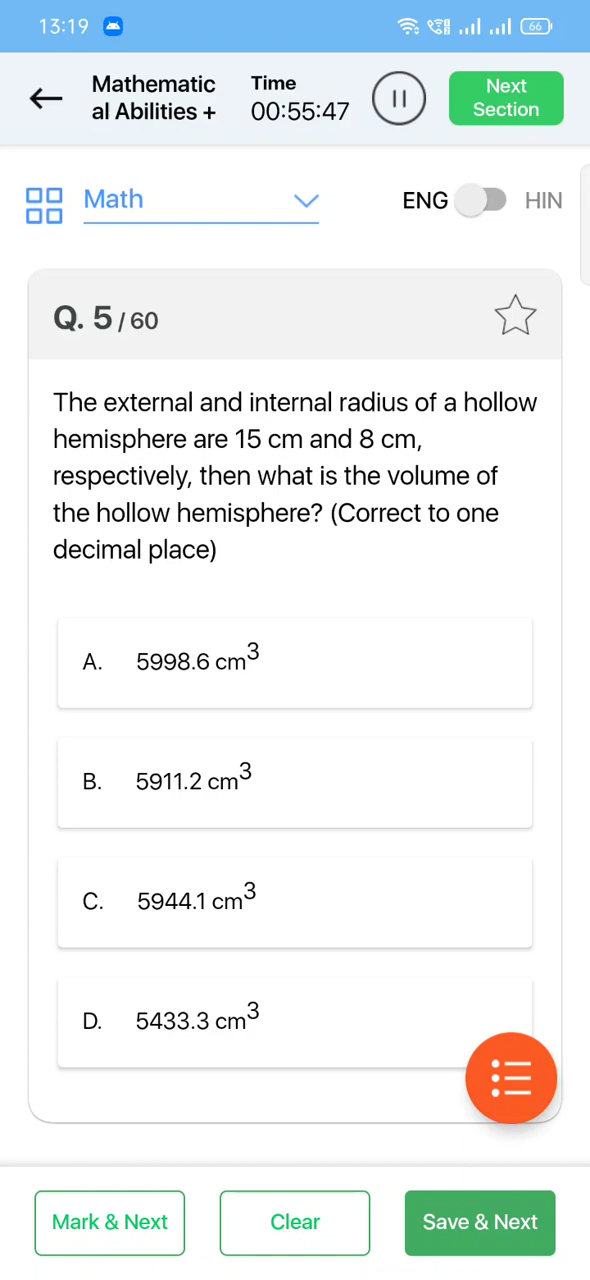 13:19
66
Mathematic
al Abilities +
Time
00:55:47
Next
Section
Math
ENG
HIN
Q. 5 / 60
The external and internal radius of a hollow
hemisphere are 15 cm and 8 cm,
respectively, then what is the volume of
the hollow hemisphere? (Correct to one
decimal place)
A. 5998.6 cm³
B. 5911.2 cm³
C. 5944.1 cm³
D. 5433.3 cm³
Mark & Next
Clear
Save & Next